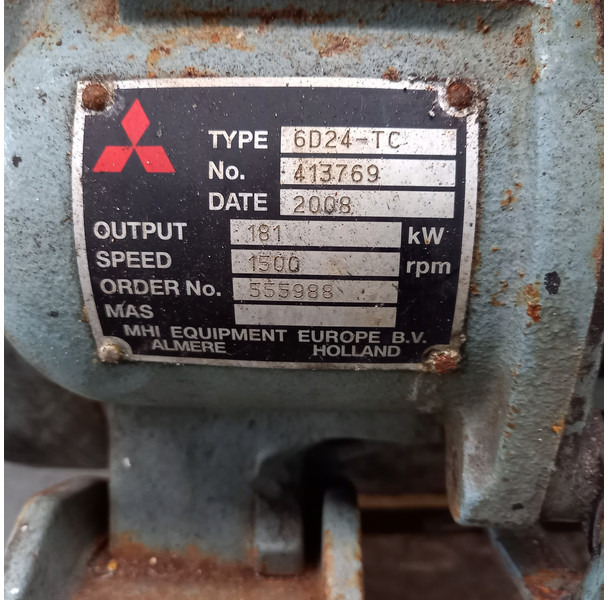 TYPE 6D24-TC
No. 413769
DATE 2008
OUTPUT 181 kW
SPEED 1500 rpm
ORDER No. 555988
MAS
MHI EQUIPMENT EUROPE B.V.
ALMERE HOLLAND